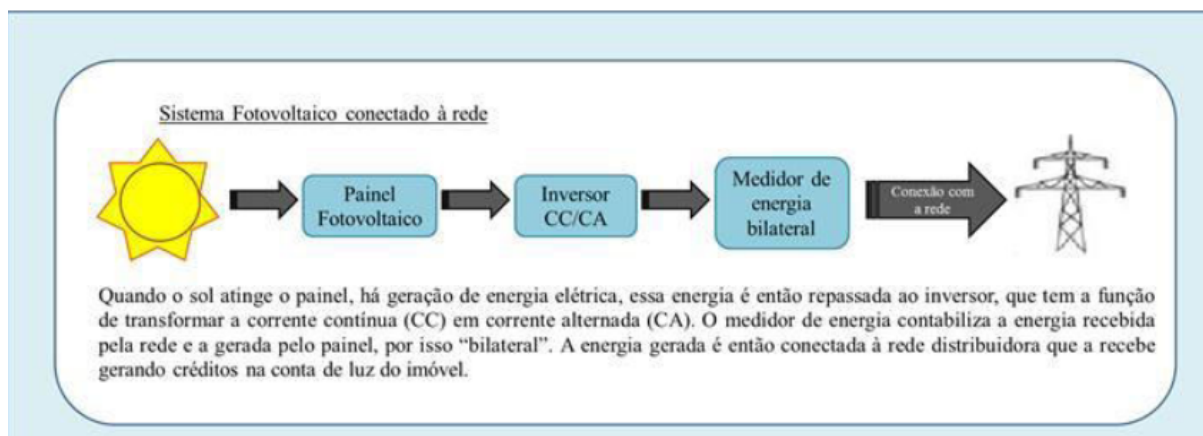 Sistema Fotovoltaico conectado à rede
Painel
Fotovoltaico
Inversor
CC/CA
Medidor de
energia
bilateral
Conexão com
a rede
Quando o sol atinge o painel, há geração de energia elétrica, essa energia é então repassada ao inversor, que tem a função
de transformar a corrente contínua (CC) em corrente alternada (CA). O medidor de energia contabiliza a energia recebida
pela rede e a gerada pelo painel, por isso “bilateral”. A energia gerada é então conectada à rede distribuidora que a recebe
gerando créditos na conta de luz do imóvel.